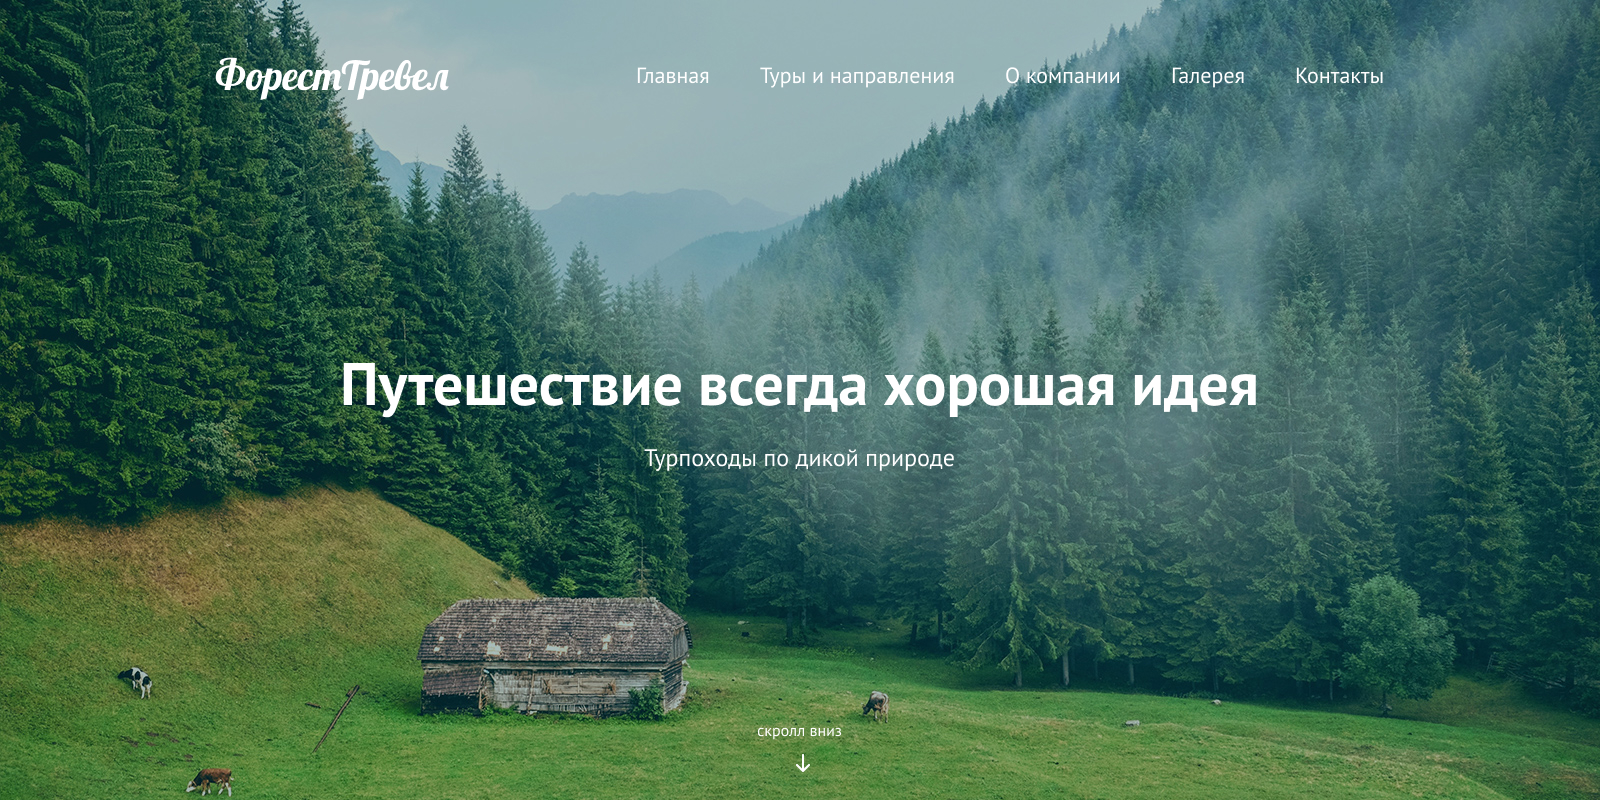 ФорестТревел
Главная Туры и направления О компании Галерея Контакты
Путешествие всегда хорошая идея
Турпоходы по дикой природе
скролл вниз